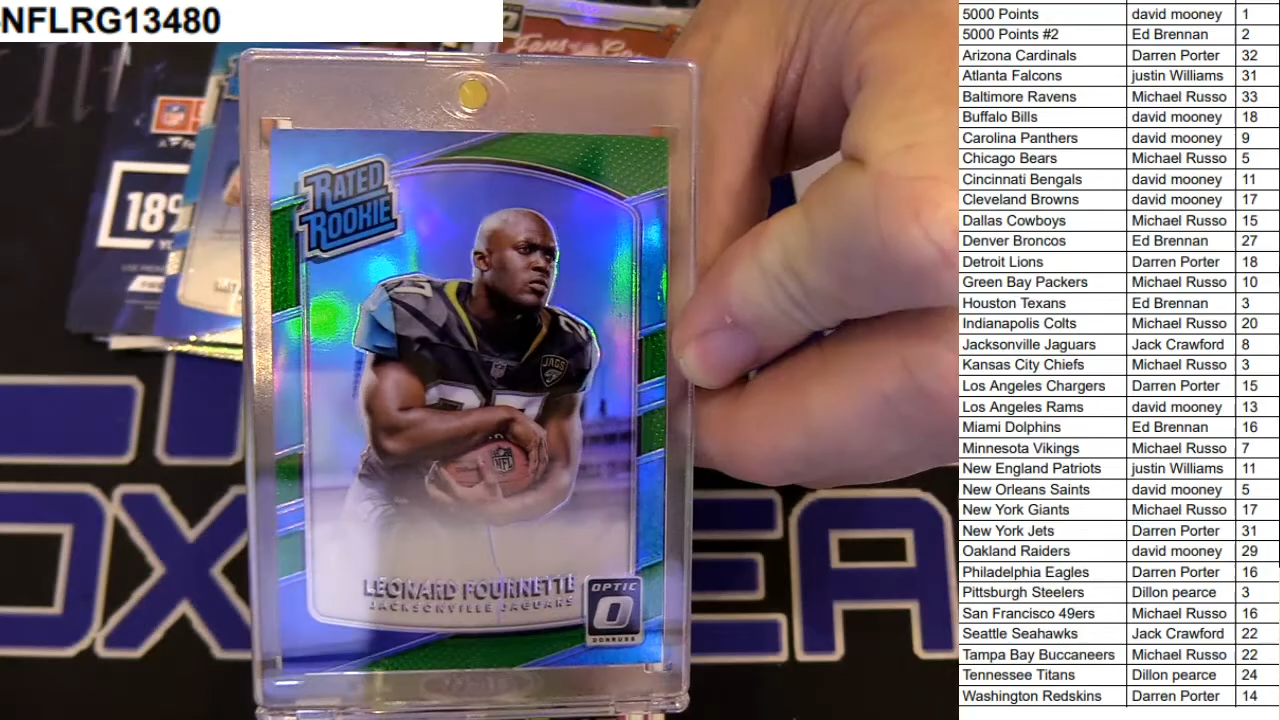 NFLRG13480
18%
RATED
ROOKIE
27
JAGS
NFL
LEONARD FOURNETTE
JACKSONVILLE JAGUARS
OPTIC
DONRUSS
5000 Points david mooney 1
5000 Points #2 Ed Brennan 2
Arizona Cardinals Darren Porter 32
Atlanta Falcons justin Williams 31
Baltimore Ravens Michael Russo 33
Buffalo Bills david mooney 18
Carolina Panthers david mooney 9
Chicago Bears Michael Russo 5
Cincinnati Bengals david mooney 11
Cleveland Browns david mooney 17
Dallas Cowboys Michael Russo 15
Denver Broncos Ed Brennan 27
Detroit Lions Darren Porter 18
Green Bay Packers Michael Russo 10
Houston Texans Ed Brennan 3
Indianapolis Colts Michael Russo 20
Jacksonville Jaguars Jack Crawford 8
Kansas City Chiefs Michael Russo 3
Los Angeles Chargers Darren Porter 15
Los Angeles Rams david mooney 13
Miami Dolphins Ed Brennan 16
Minnesota Vikings Michael Russo 7
New England Patriots justin Williams 11
New Orleans Saints david mooney 5
New York Giants Michael Russo 17
New York Jets Darren Porter 31
Oakland Raiders david mooney 29
Philadelphia Eagles Darren Porter 16
Pittsburgh Steelers Dillon pearce 3
San Francisco 49ers Michael Russo 16
Seattle Seahawks Jack Crawford 22
Tampa Bay Buccaneers Michael Russo 22
Tennessee Titans Dillon pearce 24
Washington Redskins Darren Porter 14